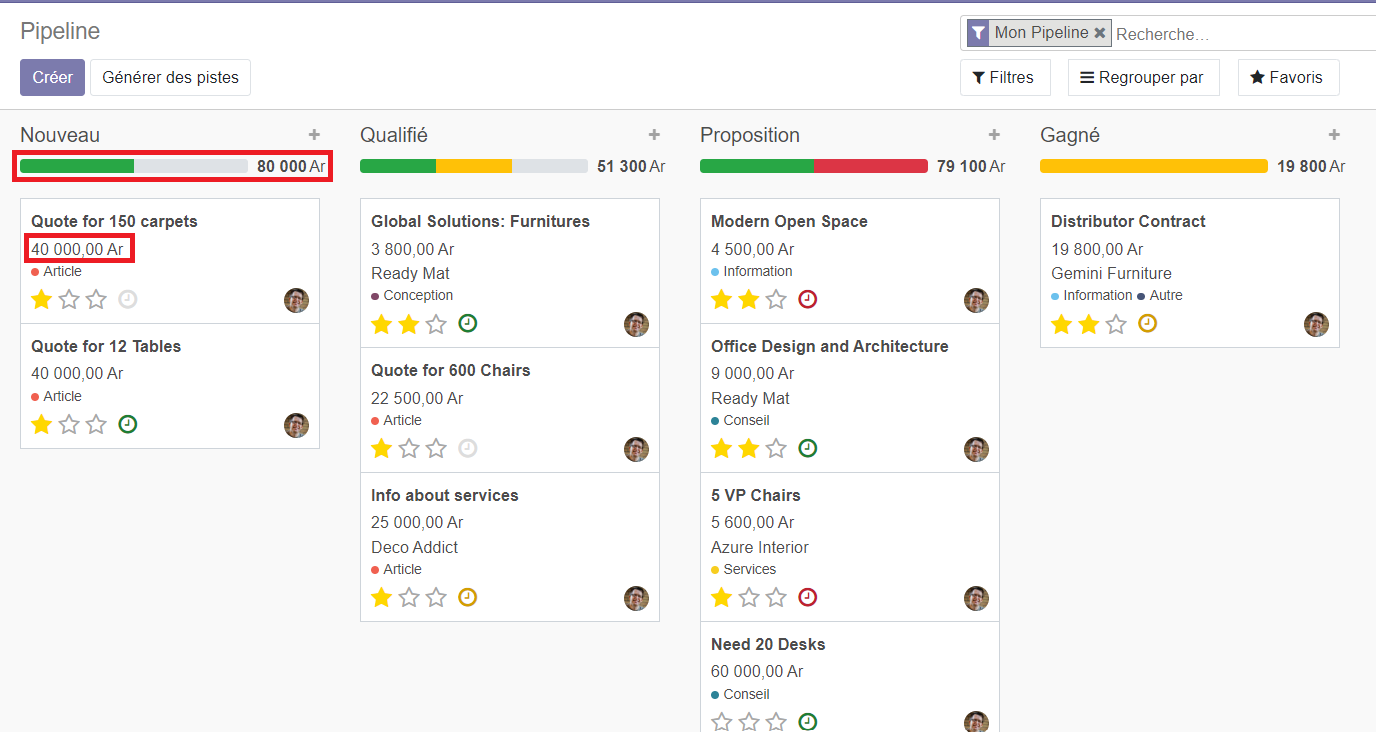 Pipeline
Mon Pipeline ✖ Recherche...
Créer Générer des pistes
Filtres Regrouper par Favoris
Nouveau +
80 000 Ar
Quote for 150 carpets
40 000,00 Ar
Article
Quote for 12 Tables
40 000,00 Ar
Article
Qualifié +
51 300 Ar
Global Solutions: Furnitures
3 800,00 Ar
Ready Mat
Conception
Quote for 600 Chairs
22 500,00 Ar
Article
Info about services
25 000,00 Ar
Deco Addict
Article
Proposition +
79 100 Ar
Modern Open Space
4 500,00 Ar
Information
Office Design and Architecture
9 000,00 Ar
Ready Mat
Conseil
5 VP Chairs
5 600,00 Ar
Azure Interior
Services
Need 20 Desks
60 000,00 Ar
Conseil
Gagné +
19 800 Ar
Distributor Contract
19 800,00 Ar
Gemini Furniture
Information Autre